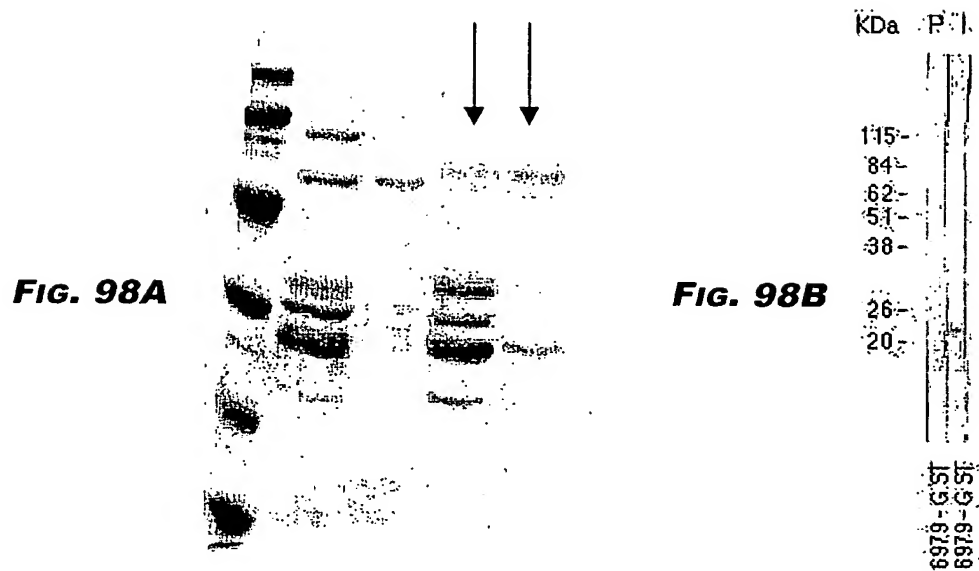 FIG. 98A
FIG. 98B
KDa P I
115-
84-
62-
51-
38-
26-
20-
6979-GST
6979-GST